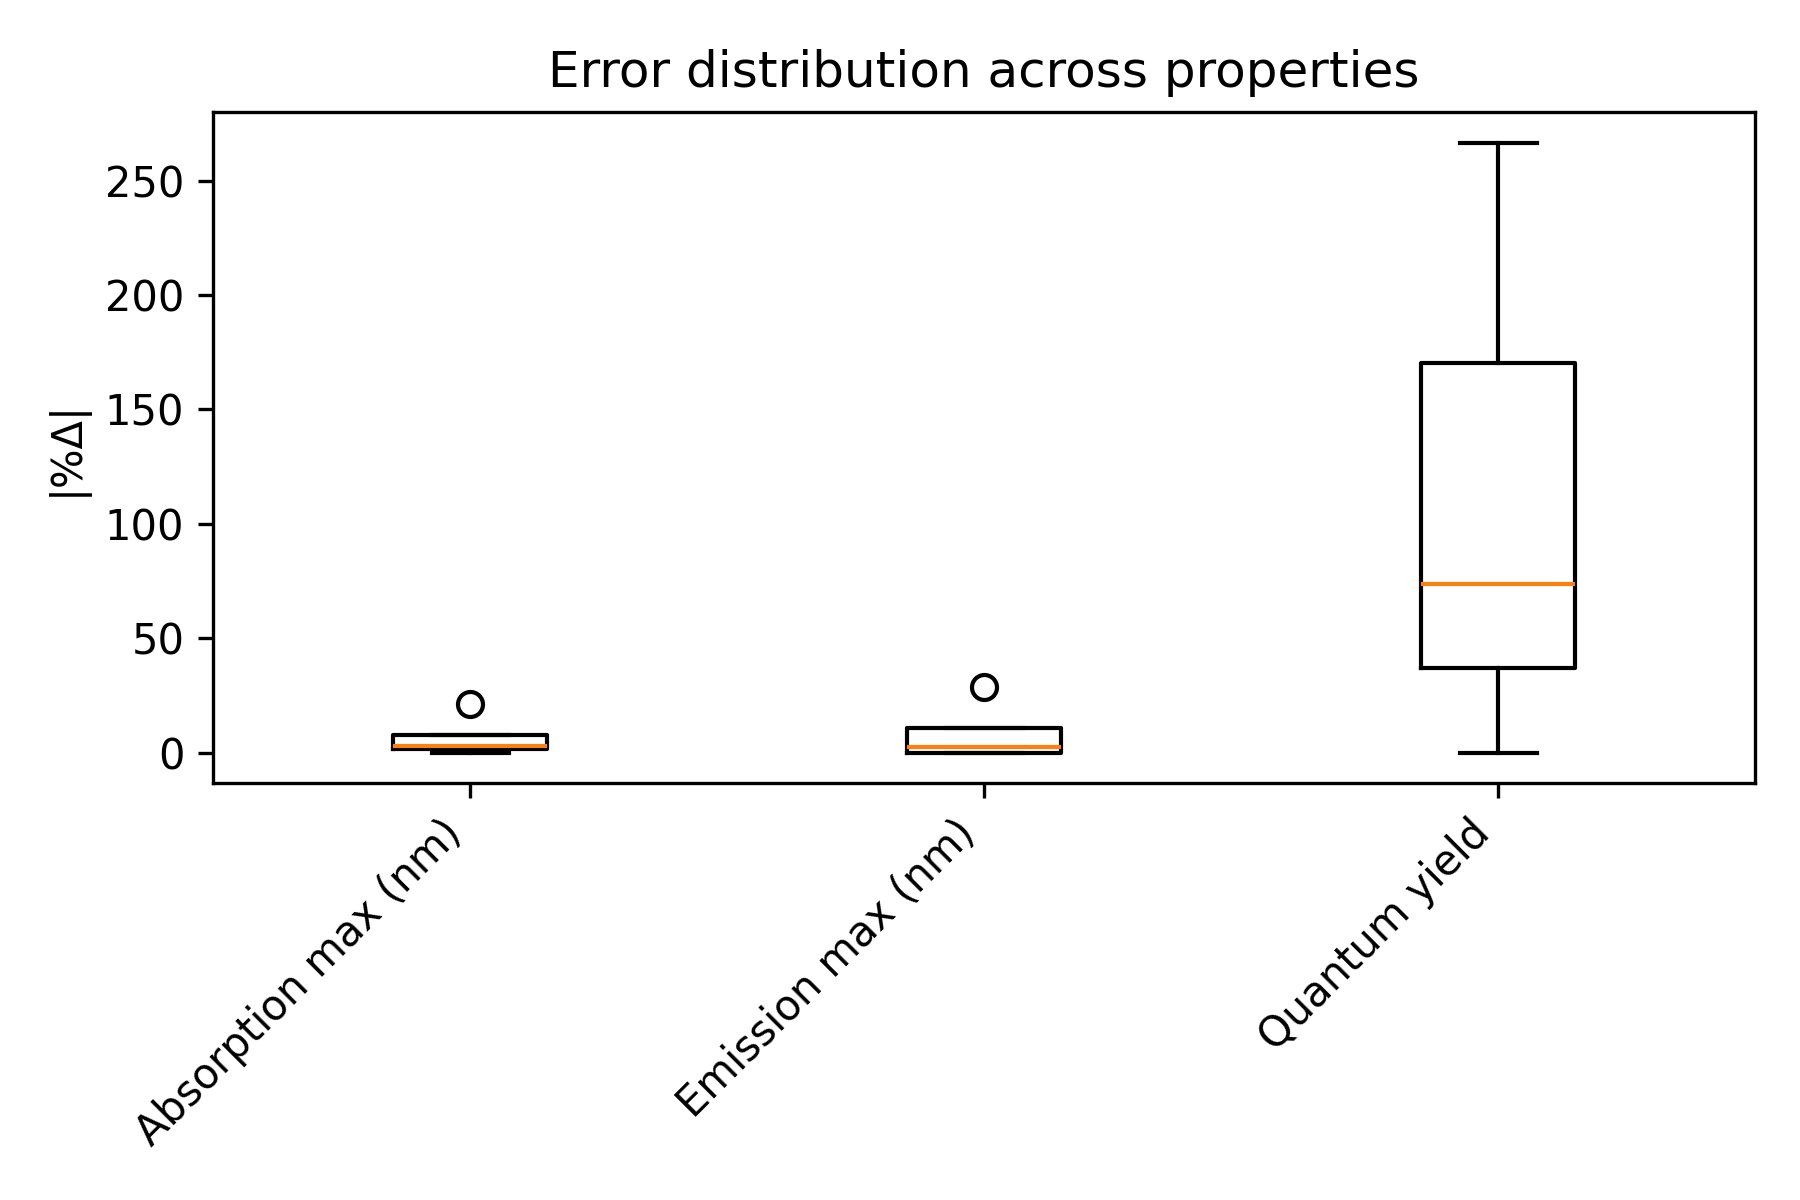 Error distribution across properties
|%Δ|
250
200
150
100
50
0
Absorption max (nm)
Emission max (nm)
Quantum yield